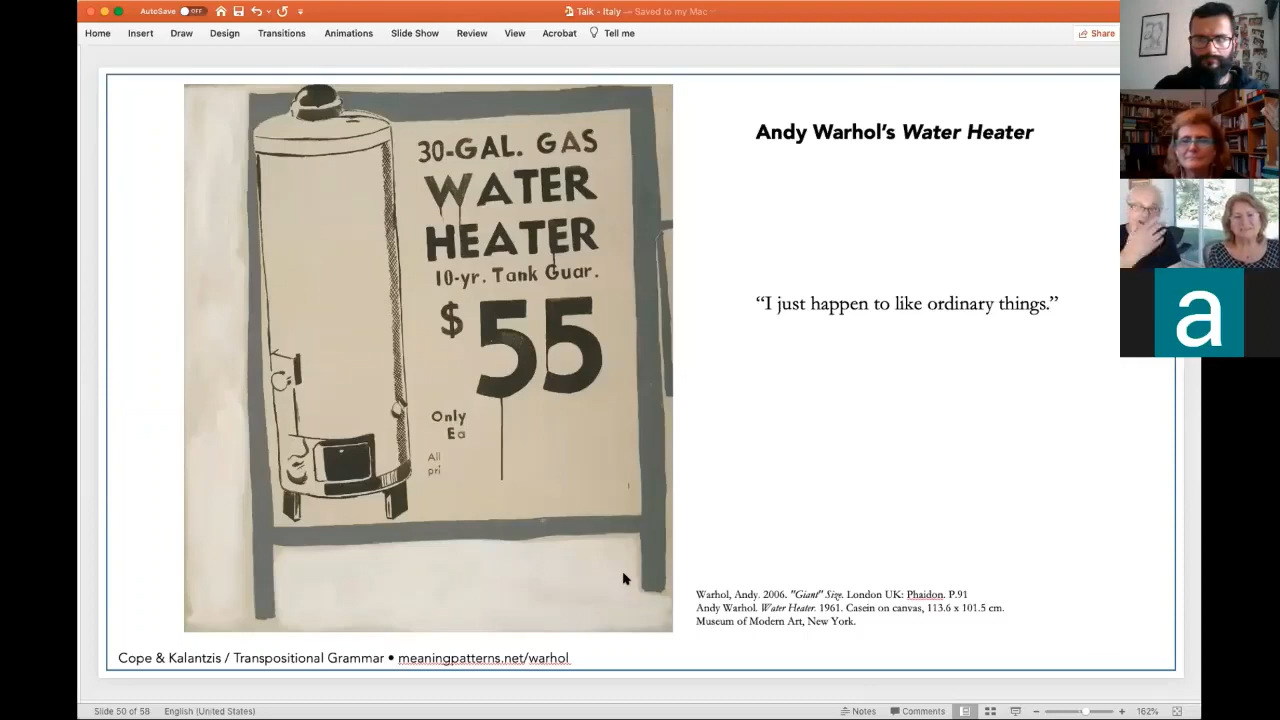 AutoSave OFF
Talk - Italy — Saved to my Mac
Home Insert Draw Design Transitions Animations Slide Show Review View Acrobat Tell me
Share
30-GAL. GAS
WATER
HEATER
10-yr. Tank Guar.
$55
Only
Ea
All
pri
Andy Warhol's Water Heater
“I just happen to like ordinary things.”
Warhol, Andy. 2006. "Giant" Size. London UK: Phaidon. P.91
Andy Warhol. Water Heater. 1961. Casein on canvas, 113.6 x 101.5 cm.
Museum of Modern Art, New York.
Cope & Kalantzis / Transpositional Grammar • meaningpatterns.net/warhol
a
Slide 50 of 58 English (United States)
Notes Comments 162%